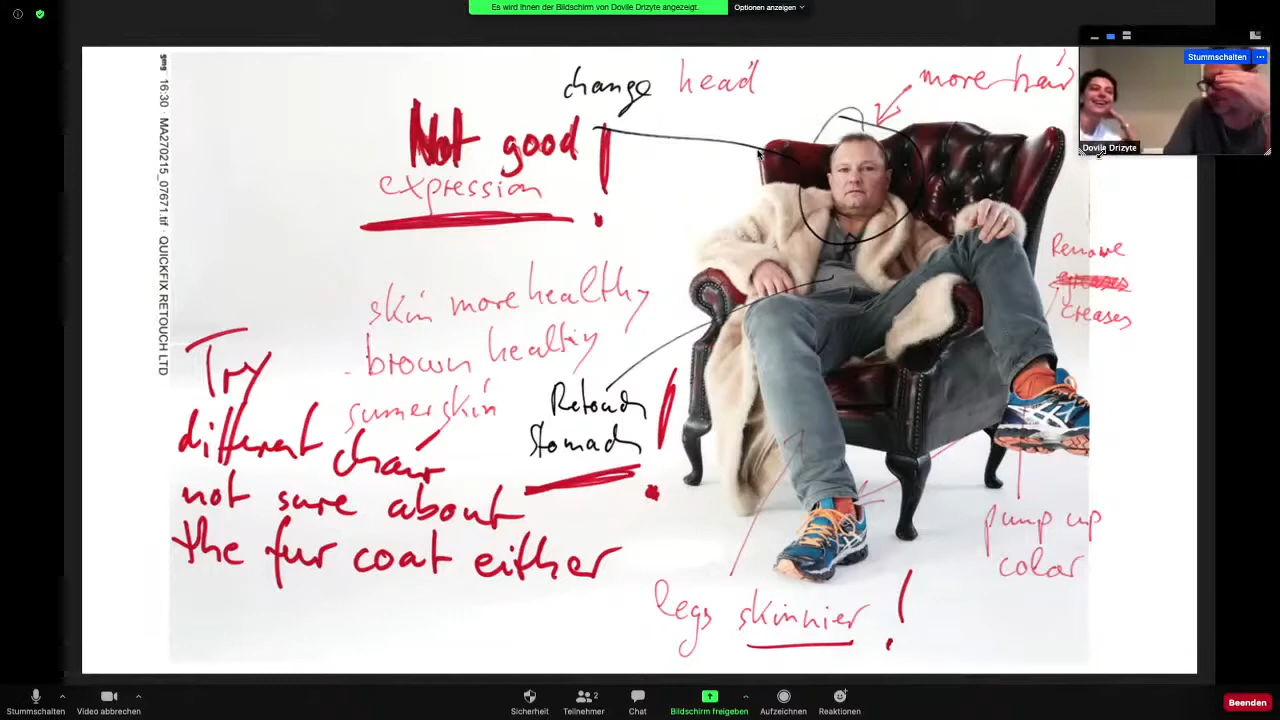 Es wird Ihnen der Bildschirm von Dovile Drizyte angezeigt.
Optionen anzeigen
Stummschalten
Dovile Drizyte
16:30 · MA270215_07671.tif · QUICKFIX RETOUCH LTD
change head
more hair
Not good !
expression
Remove
creases
creases
skin more healthy
brown healthy
sumerskin
Retouch
Stomach !
Try
different chair
not sure about
the fur coat either
pump up
color
legs skinnier !
Stummschalten
Video abbrechen
Sicherheit
Teilnehmer
2
Chat
Bildschirm freigeben
Aufzeichnen
Reaktionen
Beenden